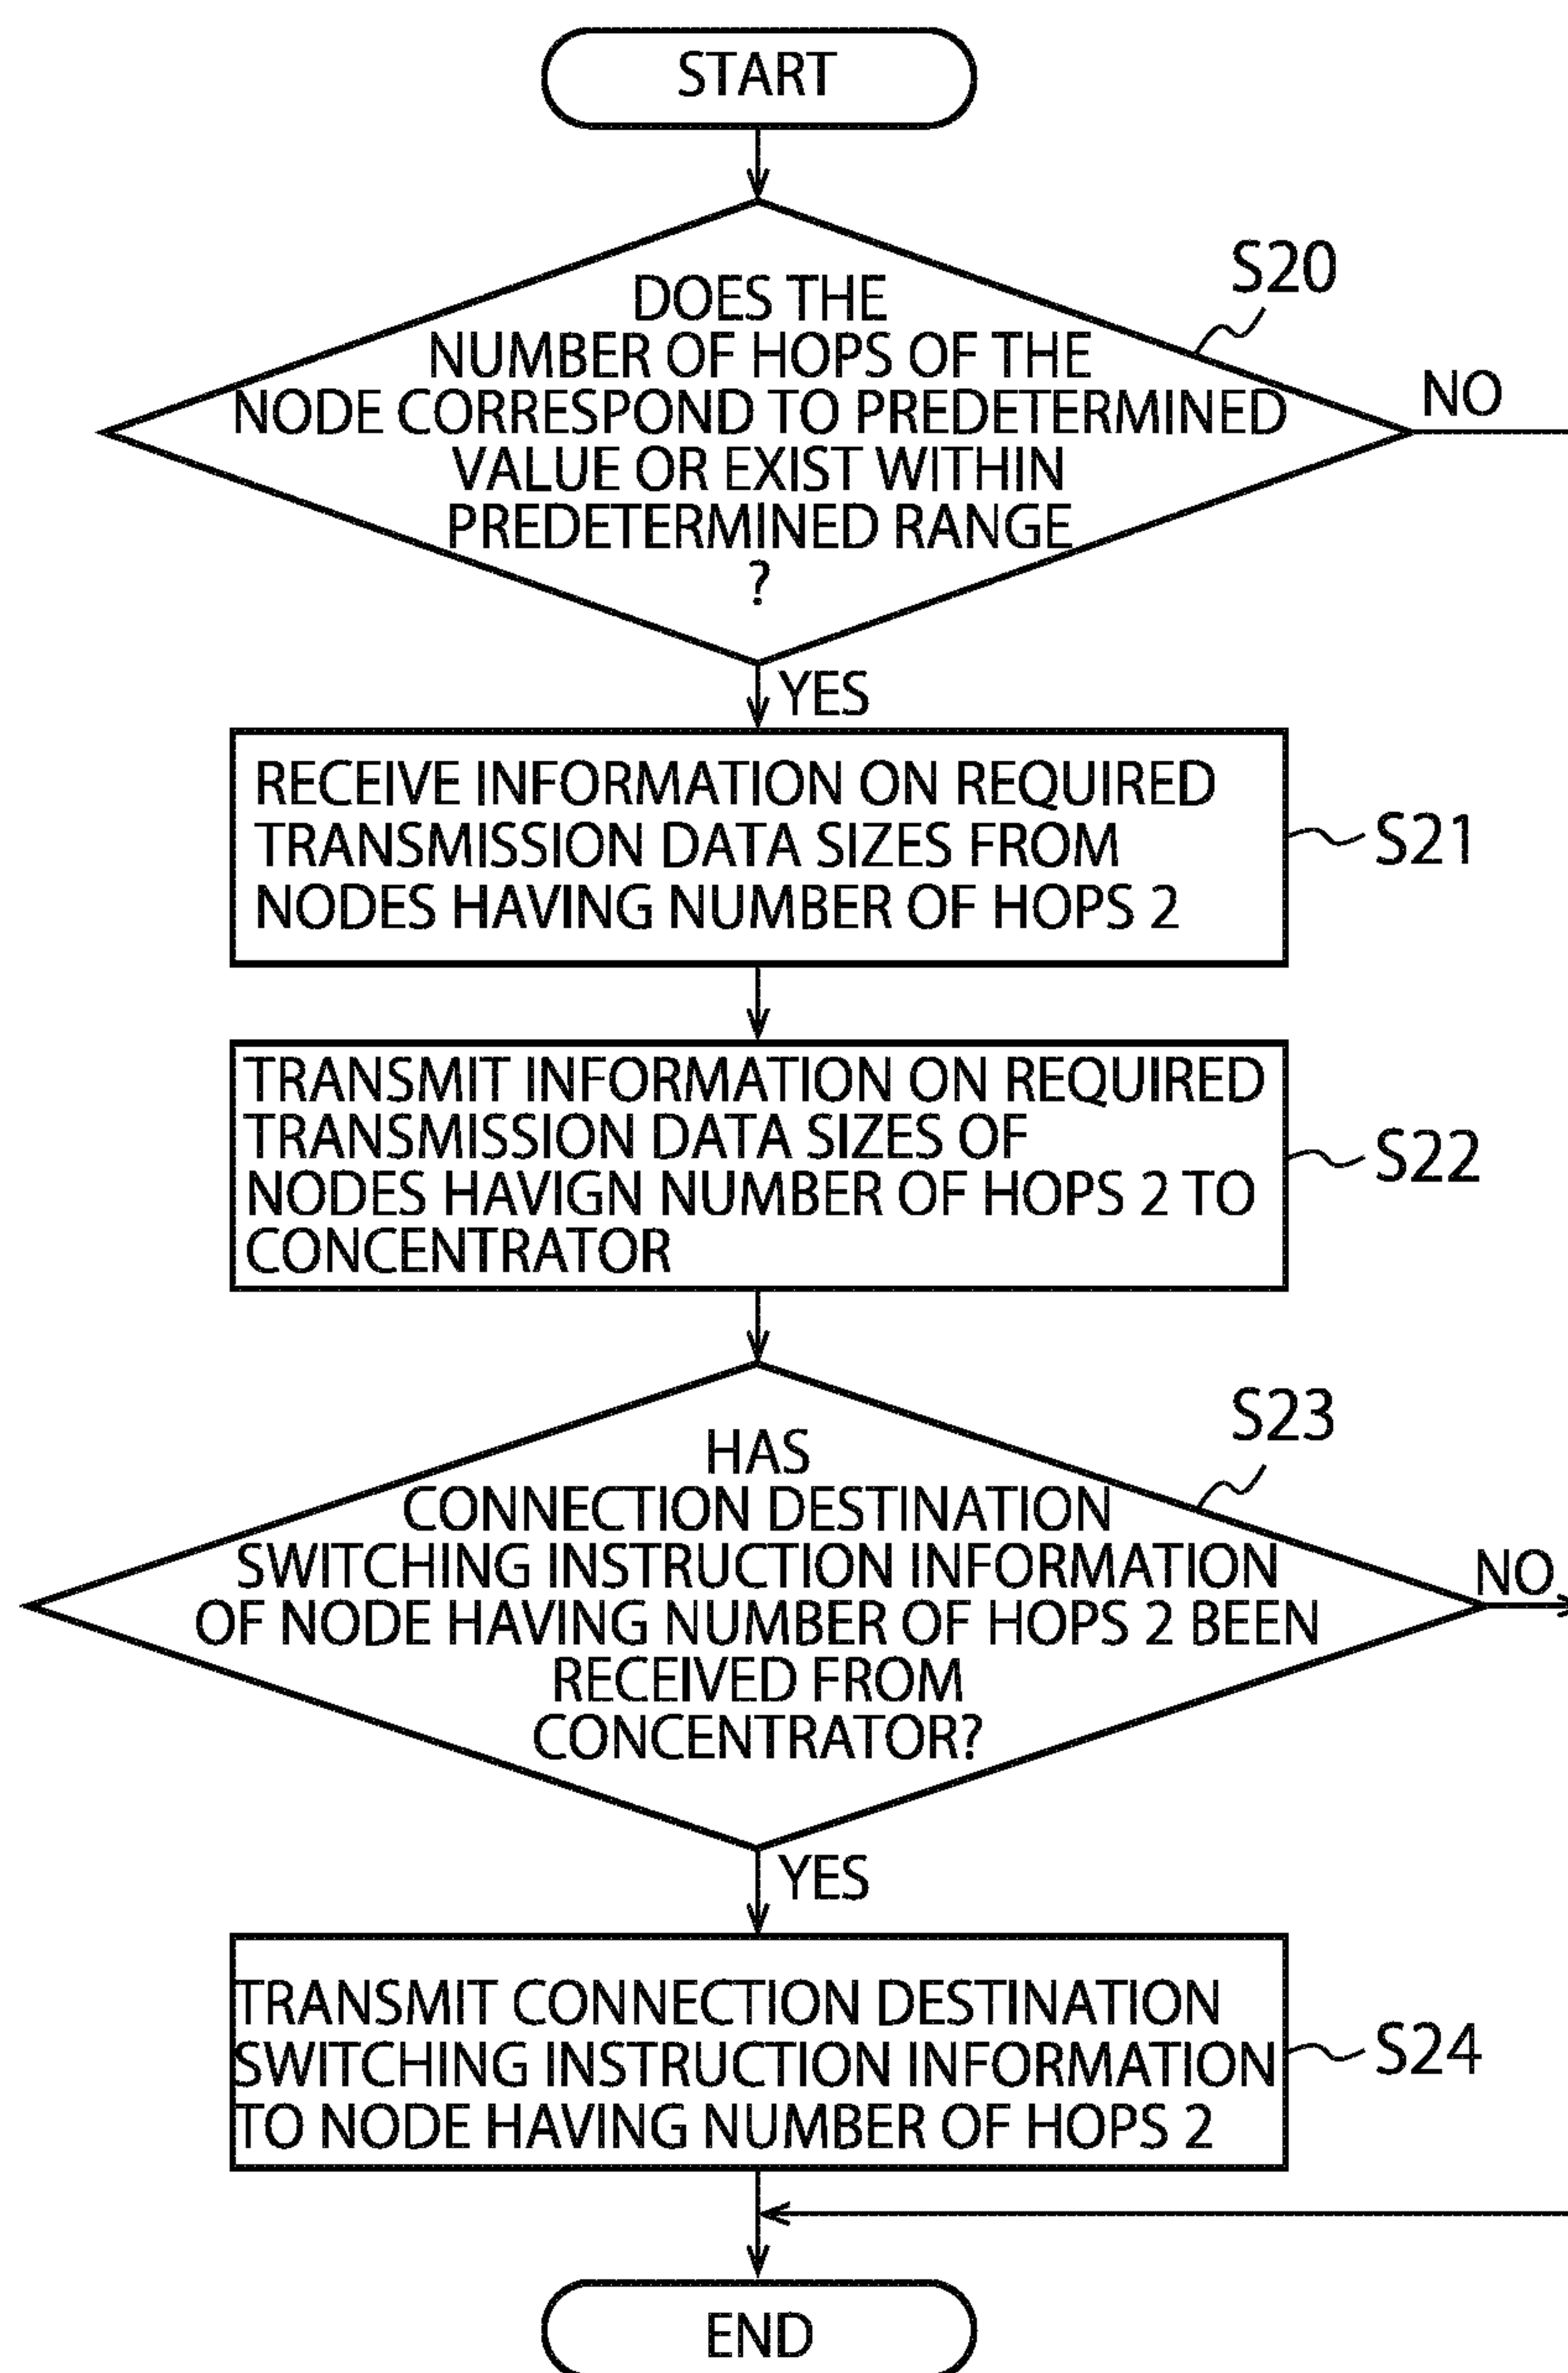 START
S20
DOES THE
NUMBER OF HOPS OF THE
NODE CORRESPOND TO PREDETERMINED
VALUE OR EXIST WITHIN
PREDETERMINED RANGE
?
NO
YES
RECEIVE INFORMATION ON REQUIRED
TRANSMISSION DATA SIZES FROM
NODES HAVING NUMBER OF HOPS 2
S21
TRANSMIT INFORMATION ON REQUIRED
TRANSMISSION DATA SIZES OF
NODES HAVIGN NUMBER OF HOPS 2 TO
CONCENTRATOR
S22
S23
HAS
CONNECTION DESTINATION
SWITCHING INSTRUCTION INFORMATION
OF NODE HAVING NUMBER OF HOPS 2 BEEN
RECEIVED FROM
CONCENTRATOR?
NO
YES
TRANSMIT CONNECTION DESTINATION
SWITCHING INSTRUCTION INFORMATION
TO NODE HAVING NUMBER OF HOPS 2
S24
END